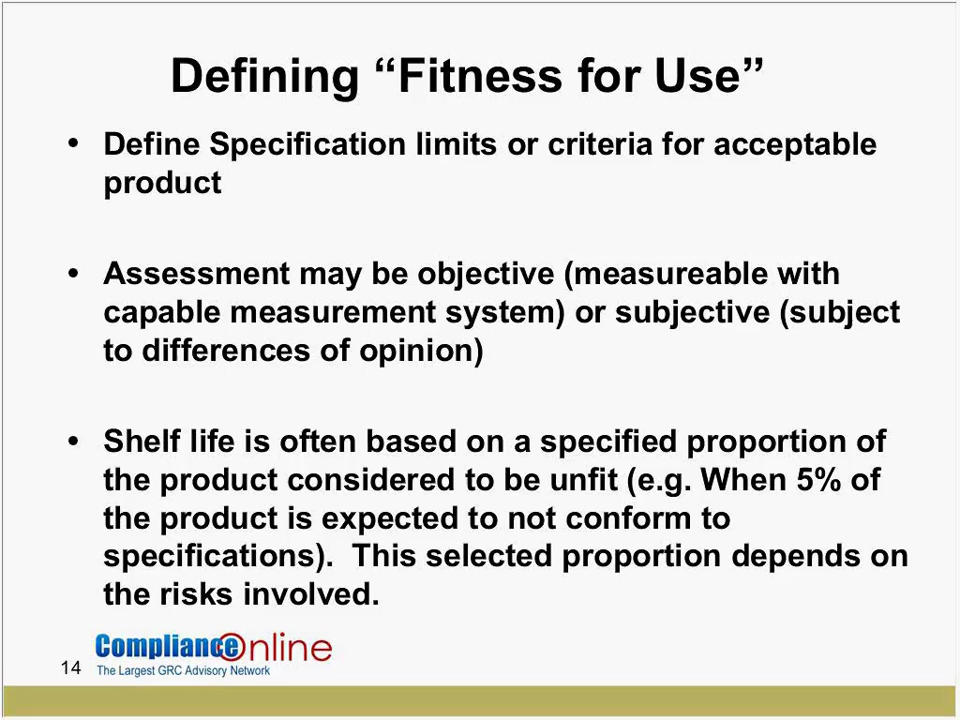 Defining “Fitness for Use”
• Define Specification limits or criteria for acceptable
product
• Assessment may be objective (measureable with
capable measurement system) or subjective (subject
to differences of opinion)
• Shelf life is often based on a specified proportion of
the product considered to be unfit (e.g. When 5% of
the product is expected to not conform to
specifications).  This selected proportion depends on
the risks involved.
ComplianceOnline
The Largest GRC Advisory Network
14